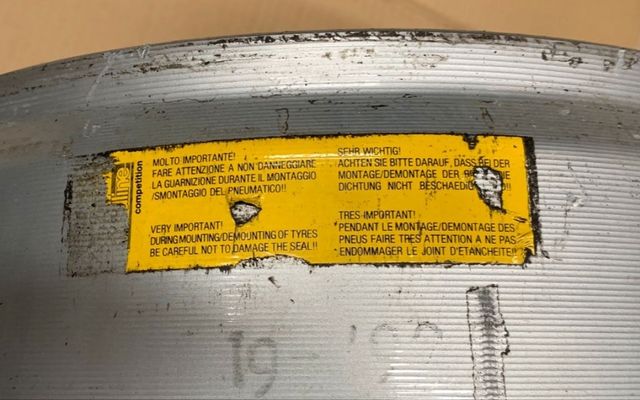 line
competition
MOLTO IMPORTANTE!
FARE ATTENZIONE A NON DANNEGGIARE
LA GUARNIZIONE DURANTE IL MONTAGGIO
/SMONTAGGIO DEL PNEUMATICO!!
VERY IMPORTANT!
DURING MOUNTING/DEMOUNTING OF TYRES
BE CAREFUL NOT TO DAMAGE THE SEAL!!
SEHR WICHTIG!
ACHTEN SIE BITTE DARAUF, DASS BEI DER
MONTAGE/DEMONTAGE DER
DICHTUNG NICHT
TRES-IMPORTANT!
PENDANT LE MONTAGE/DEMONTAGE DES
PNEUS FAIRE TRES ATTENTION A NE PAS
ENDOMMAGER LE JOINT D'ETANCHEITE!!
19